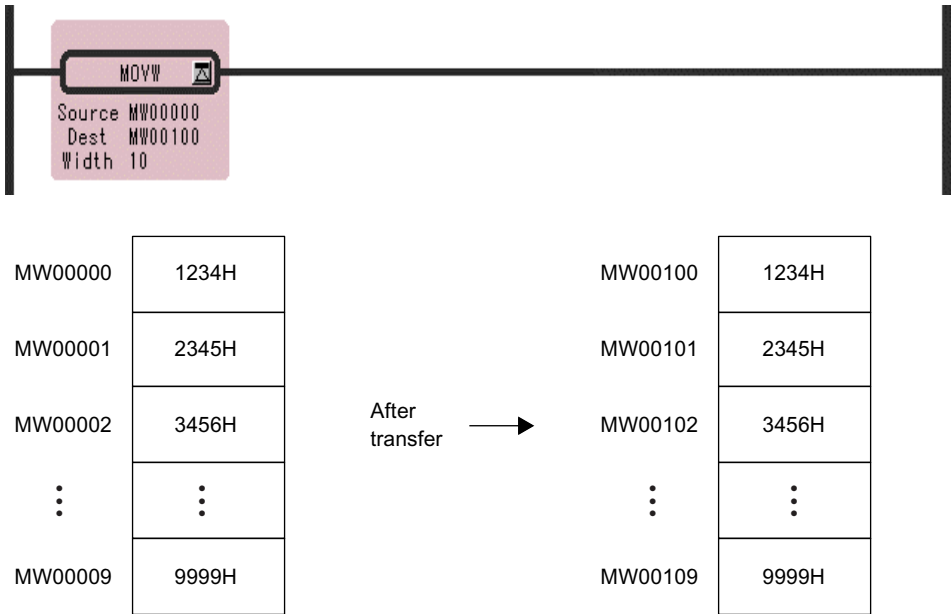 MOVW
Source MW00000
Dest MW00100
Width 10
MW00000 1234H MW00100 1234H
MW00001 2345H MW00101 2345H
MW00002 3456H After transfer MW00102 3456H
⋮ ⋮ ⋮ ⋮
MW00009 9999H MW00109 9999H